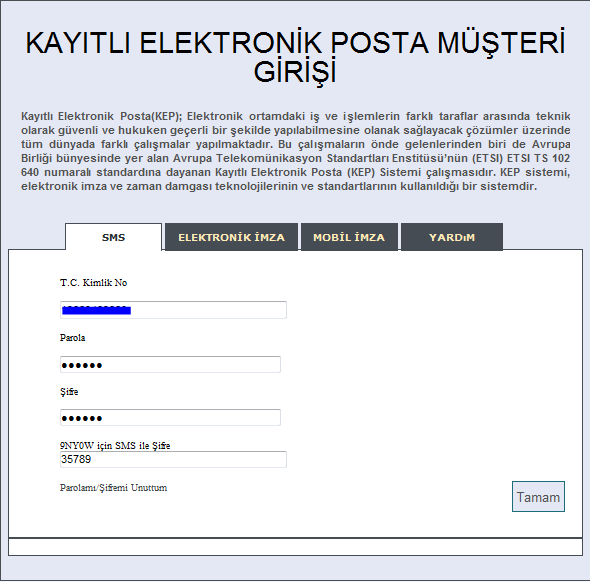 KAYITLI ELEKTRONİK POSTA MÜŞTERİ
GİRİŞİ
Kayıtlı Elektronik Posta(KEP); Elektronik ortamdaki iş ve işlemlerin farklı taraflar arasında teknik
olarak güvenli ve hukuken geçerli bir şekilde yapılabilmesine olanak sağlayacak çözümler üzerinde
tüm dünyada farklı çalışmalar yapılmaktadır. Bu çalışmaların önde gelenlerinden biri de Avrupa
Birliği bünyesinde yer alan Avrupa Telekomünikasyon Standartları Enstitüsü'nün (ETSI) ETSI TS 102
640 numaralı standardına dayanan Kayıtlı Elektronik Posta (KEP) Sistemi çalışmasıdır. KEP sistemi,
elektronik imza ve zaman damgası teknolojilerinin ve standartlarının kullanıldığı bir sistemdir.
SMS ELEKTRONİK İMZA MOBİL İMZA YARDıM
T.C. Kimlik No
Parola
●●●●●●
Şifre
●●●●●●
9NY0W için SMS ile Şifre
35789
Parolamı/Şifremi Unuttum
Tamam